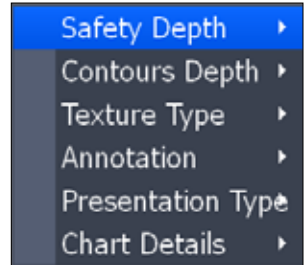 Safety Depth
Contours Depth
Texture Type
Annotation
Presentation Type
Chart Details